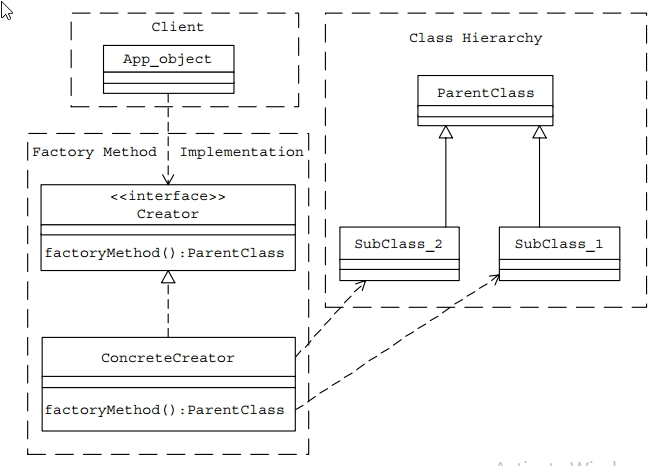 Client
App_object
Class Hierarchy
ParentClass
Factory Method Implementation
<<interface>>
Creator
factoryMethod():ParentClass
SubClass_2
SubClass_1
ConcreteCreator
factoryMethod():ParentClass